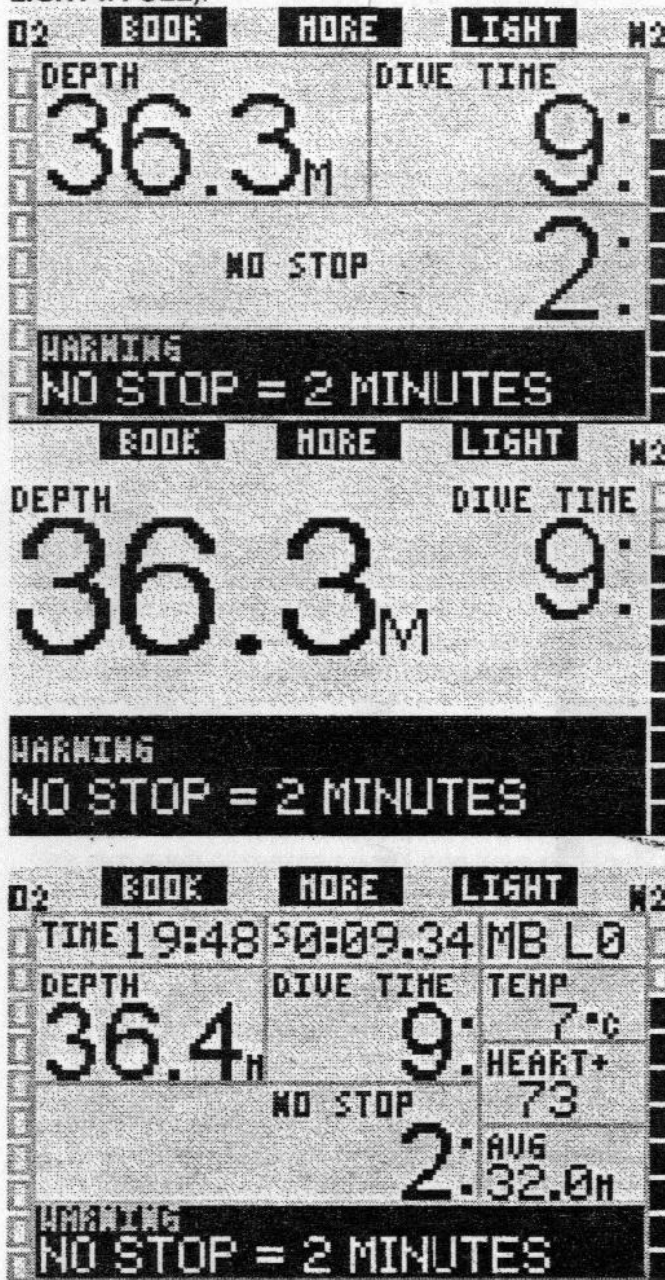 O2 BOOK MORE LIGHT N2
DEPTH DIVE TIME
36.3M 9:
NO STOP 2:
WARNING
NO STOP = 2 MINUTES
BOOK MORE LIGHT N2
DEPTH DIVE TIME
36.3M 9:
WARNING
NO STOP = 2 MINUTES
O2 BOOK MORE LIGHT N2
TIME 19:48 S0:09.34 MB L0
DEPTH DIVE TIME TEMP
36.4M 9: 7°C
HEART+
NO STOP 73
2: AVG
32.0M
WARNING
NO STOP = 2 MINUTES